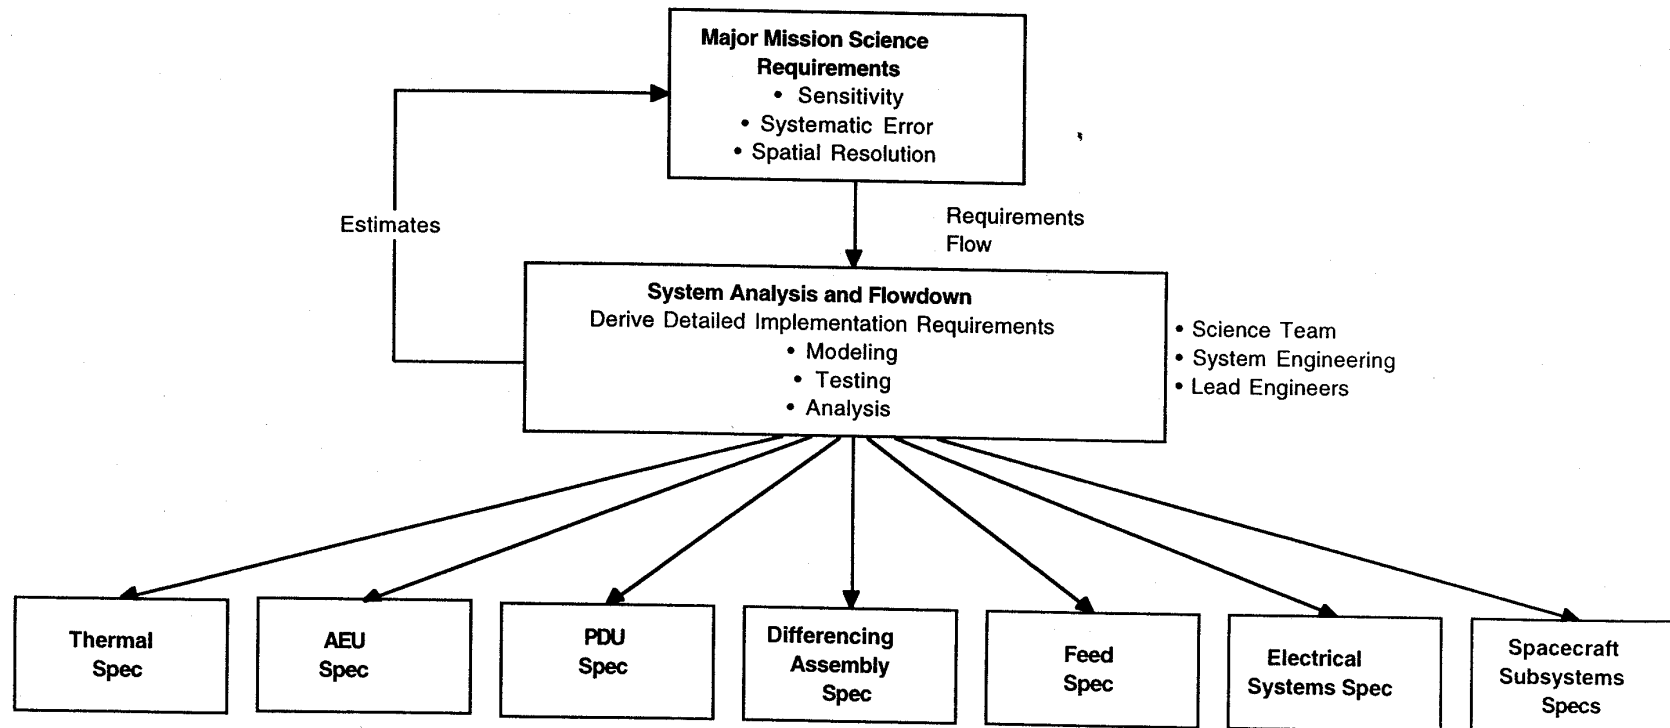 Major Mission Science
Requirements
• Sensitivity
• Systematic Error
• Spatial Resolution
Estimates
Requirements
Flow
System Analysis and Flowdown
Derive Detailed Implementation Requirements
• Modeling
• Testing
• Analysis
• Science Team
• System Engineering
• Lead Engineers
Thermal
Spec
AEU
Spec
PDU
Spec
Differencing
Assembly
Spec
Feed
Spec
Electrical
Systems Spec
Spacecraft
Subsystems
Specs